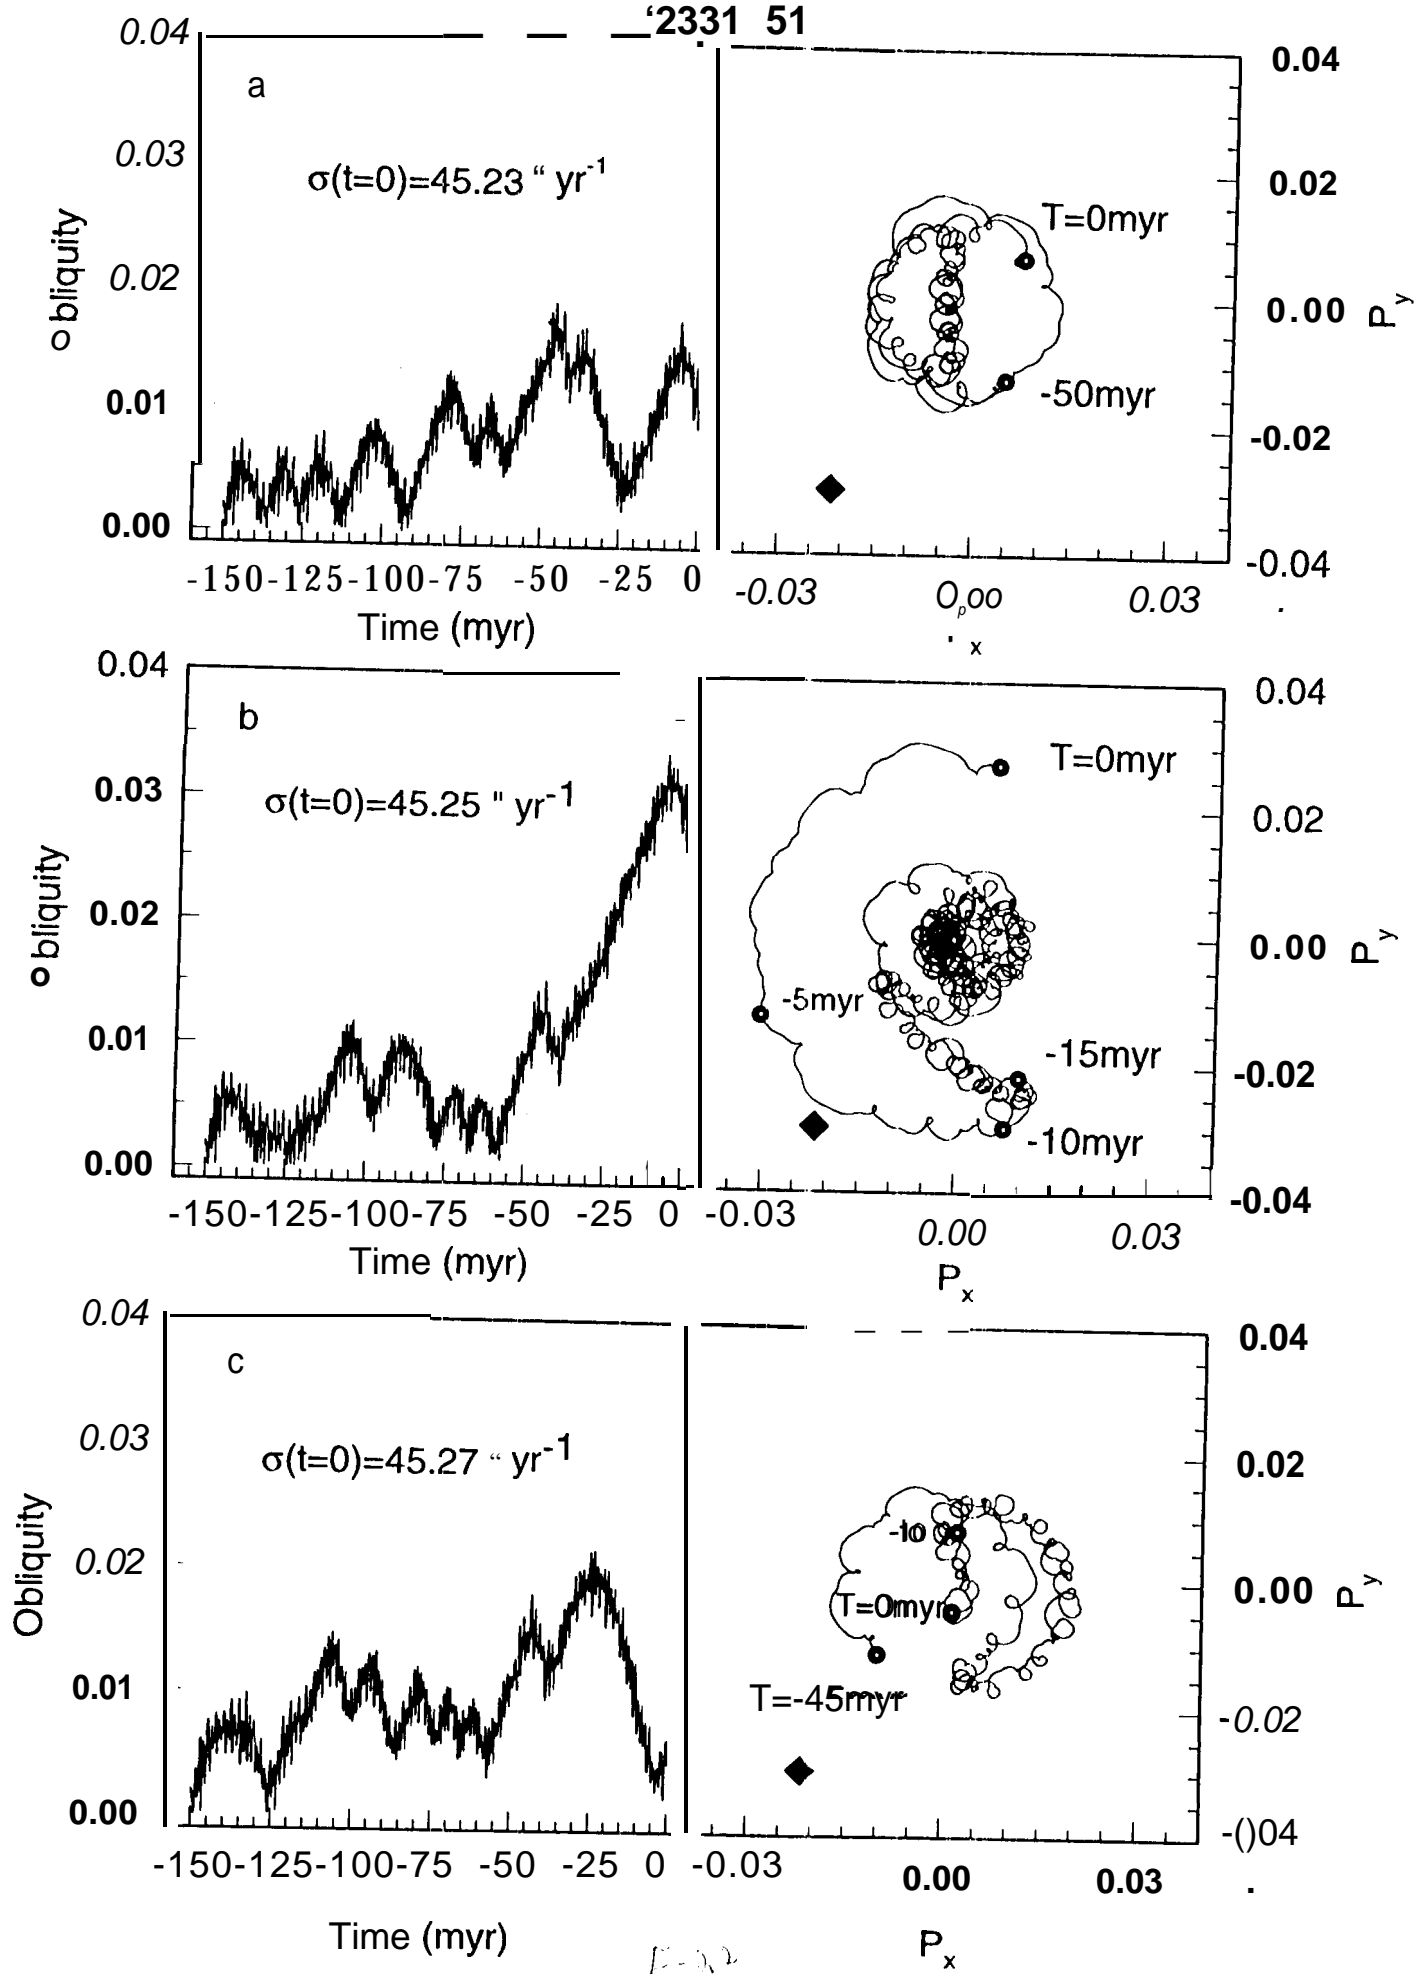 ‘2331 51
a
σ(t=0)=45.23 “ yr-1
0.04
0.03
0.02
0.01
0.00
Obliquity
-150 -125 -100 -75 -50 -25 0
Time (myr)
T=0myr
-50myr
0.04
0.02
0.00
-0.02
-0.04
Py
-0.03 0.00 0.03
Px
b
σ(t=0)=45.25 " yr-1
0.04
0.03
0.02
0.01
0.00
Obliquity
-150 -125 -100 -75 -50 -25 0
Time (myr)
T=0myr
-5myr
-15myr
-10myr
0.04
0.02
0.00
-0.02
-0.04
Py
-0.03 0.00 0.03
Px
c
σ(t=0)=45.27 “ yr-1
0.04
0.03
0.02
0.01
0.00
Obliquity
-150 -125 -100 -75 -50 -25 0
Time (myr)
-10
T=0myr
T=-45myr
0.04
0.02
0.00
-0.02
-()04
Py
-0.03 0.00 0.03
Px